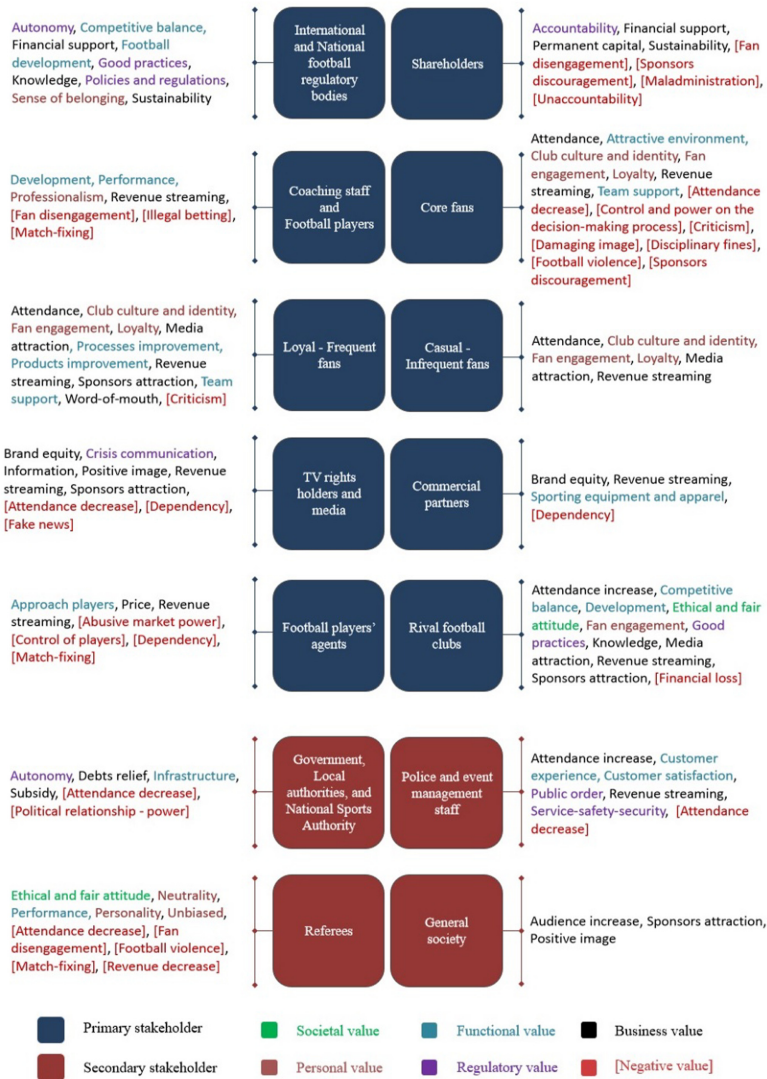 Autonomy, Competitive balance,
Financial support, Football
development, Good practices,
Knowledge, Policies and regulations,
Sense of belonging, Sustainability
International
and National
football
regulatory
bodies
Shareholders
Accountability, Financial support,
Permanent capital, Sustainability, [Fan
disengagement], [Sponsors
discouragement], [Maladministration],
[Unaccountability]
Development, Performance,
Professionalism, Revenue streaming,
[Fan disengagement], [Illegal betting],
[Match-fixing]
Coaching staff
and
Football players
Core fans
Attendance, Attractive environment,
Club culture and identity, Fan
engagement, Loyalty, Revenue
streaming, Team support, [Attendance
decrease], [Control and power on the
decision-making process], [Criticism],
[Damaging image], [Disciplinary fines],
[Football violence], [Sponsors
discouragement]
Attendance, Club culture and identity,
Fan engagement, Loyalty, Media
attraction, Processes improvement,
Products improvement, Revenue
streaming, Sponsors attraction, Team
support, Word-of-mouth, [Criticism]
Loyal - Frequent
fans
Casual -
Infrequent fans
Attendance, Club culture and identity,
Fan engagement, Loyalty, Media
attraction, Revenue streaming
Brand equity, Crisis communication,
Information, Positive image, Revenue
streaming, Sponsors attraction,
[Attendance decrease], [Dependency],
[Fake news]
TV rights
holders and
media
Commercial
partners
Brand equity, Revenue streaming,
Sporting equipment and apparel,
[Dependency]
Approach players, Price, Revenue
streaming, [Abusive market power],
[Control of players], [Dependency],
[Match-fixing]
Football players’
agents
Rival football
clubs
Attendance increase, Competitive
balance, Development, Ethical and fair
attitude, Fan engagement, Good
practices, Knowledge, Media
attraction, Revenue streaming,
Sponsors attraction, [Financial loss]
Autonomy, Debts relief, Infrastructure,
Subsidy, [Attendance decrease],
[Political relationship - power]
Government,
Local
authorities, and
National Sports
Authority
Police and event
management
staff
Attendance increase, Customer
experience, Customer satisfaction,
Public order, Revenue streaming,
Service-safety-security, [Attendance
decrease]
Ethical and fair attitude, Neutrality,
Performance, Personality, Unbiased,
[Attendance decrease], [Fan
disengagement], [Football violence],
[Match-fixing], [Revenue decrease]
Referees
General
society
Audience increase, Sponsors attraction,
Positive image
Primary stakeholder
Societal value
Functional value
Business value
Secondary stakeholder
Personal value
Regulatory value
[Negative value]